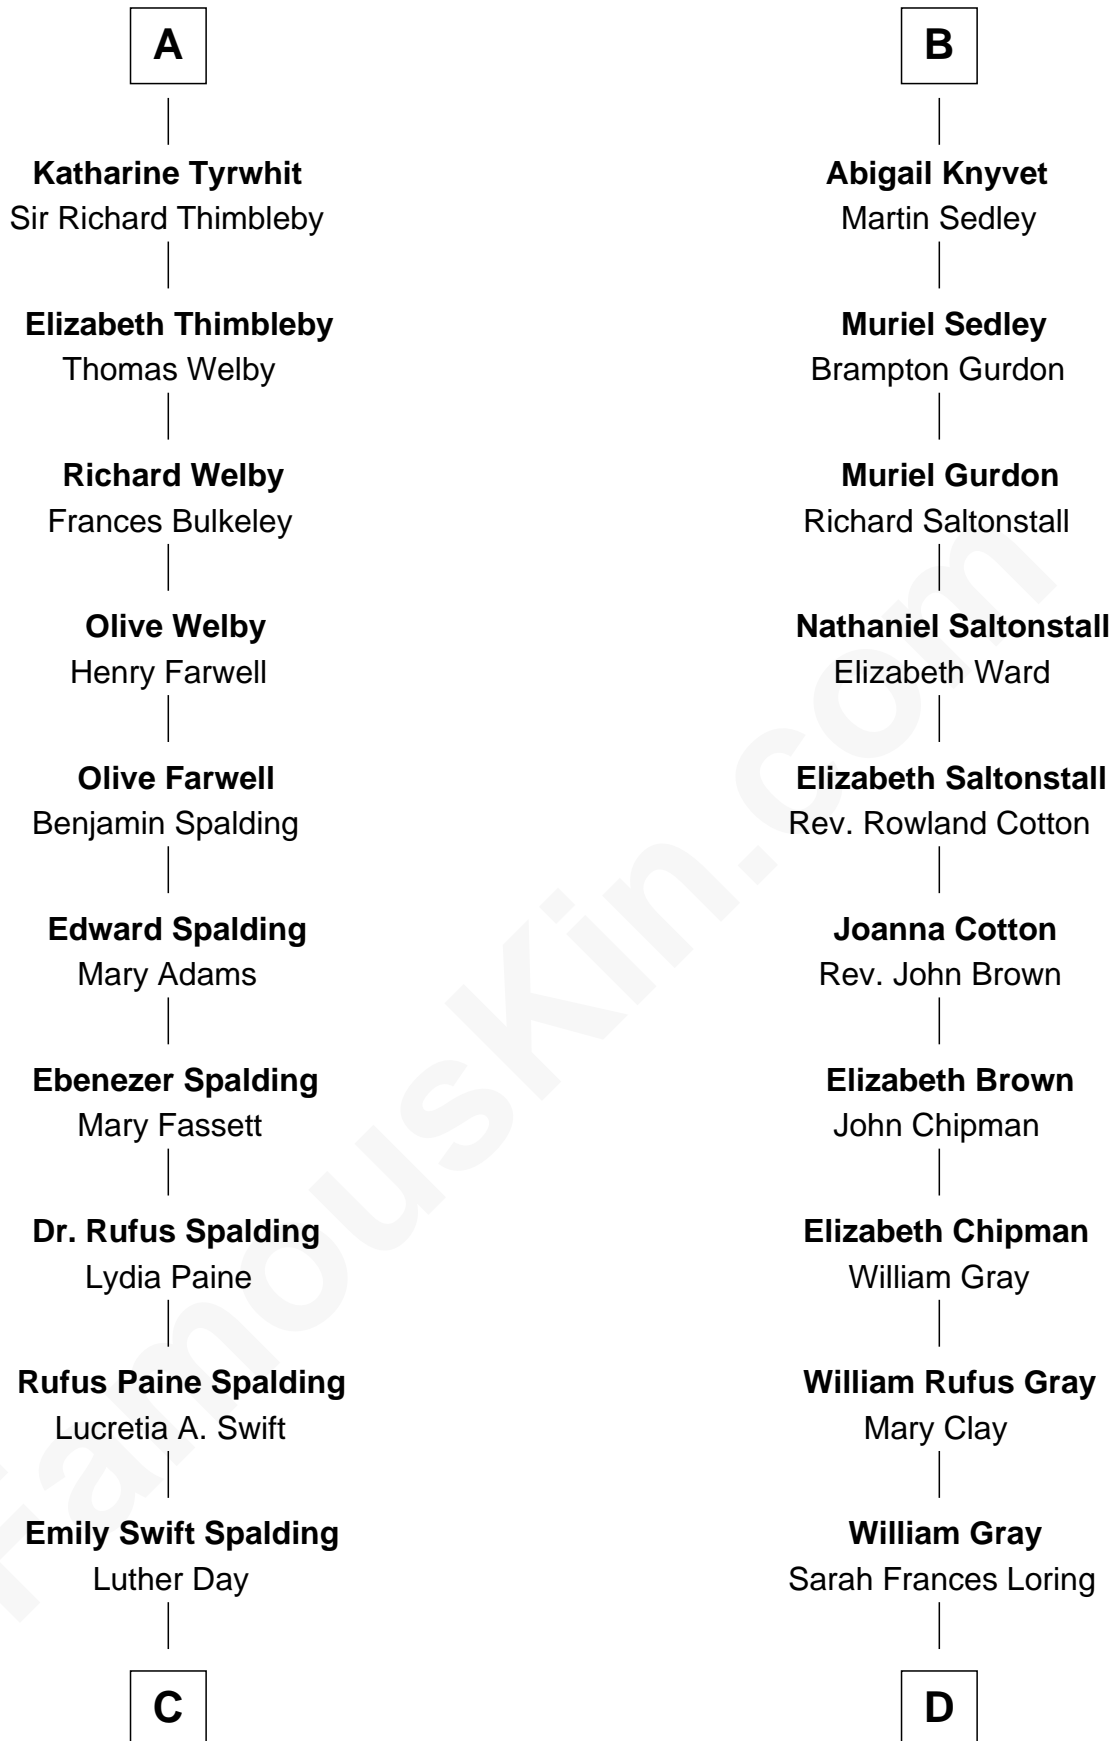 A
Katharine Tyrwhit
Sir Richard Thimbleby
Elizabeth Thimbleby
Thomas Welby
Richard Welby
Frances Bulkeley
Olive Welby
Henry Farwell
Olive Farwell
Benjamin Spalding
Edward Spalding
Mary Adams
Ebenezer Spalding
Mary Fassett
Dr. Rufus Spalding
Lydia Paine
Rufus Paine Spalding
Lucretia A. Swift
Emily Swift Spalding
Luther Day
C
B
Abigail Knyvet
Martin Sedley
Muriel Sedley
Brampton Gurdon
Muriel Gurdon
Richard Saltonstall
Nathaniel Saltonstall
Elizabeth Ward
Elizabeth Saltonstall
Rev. Rowland Cotton
Joanna Cotton
Rev. John Brown
Elizabeth Brown
John Chipman
Elizabeth Chipman
William Gray
William Rufus Gray
Mary Clay
William Gray
Sarah Frances Loring
D
FamousKin.com